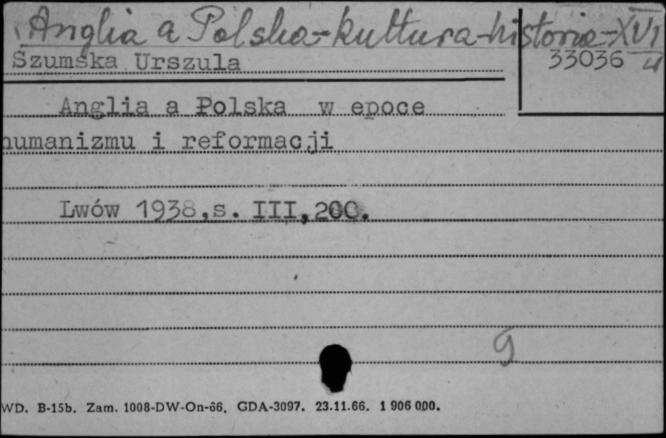 Anglia a Polska-kultura-historia-XVI
w
33036
Szumska Urszula
Anglia a Polska w epoce
humanizmu i reformacji
Lwów 1938,s. III,200.
9
WD. B-15b. Zam. 1008-DW-On-66. GDA-3097. 23.11.66. 1 906 000.